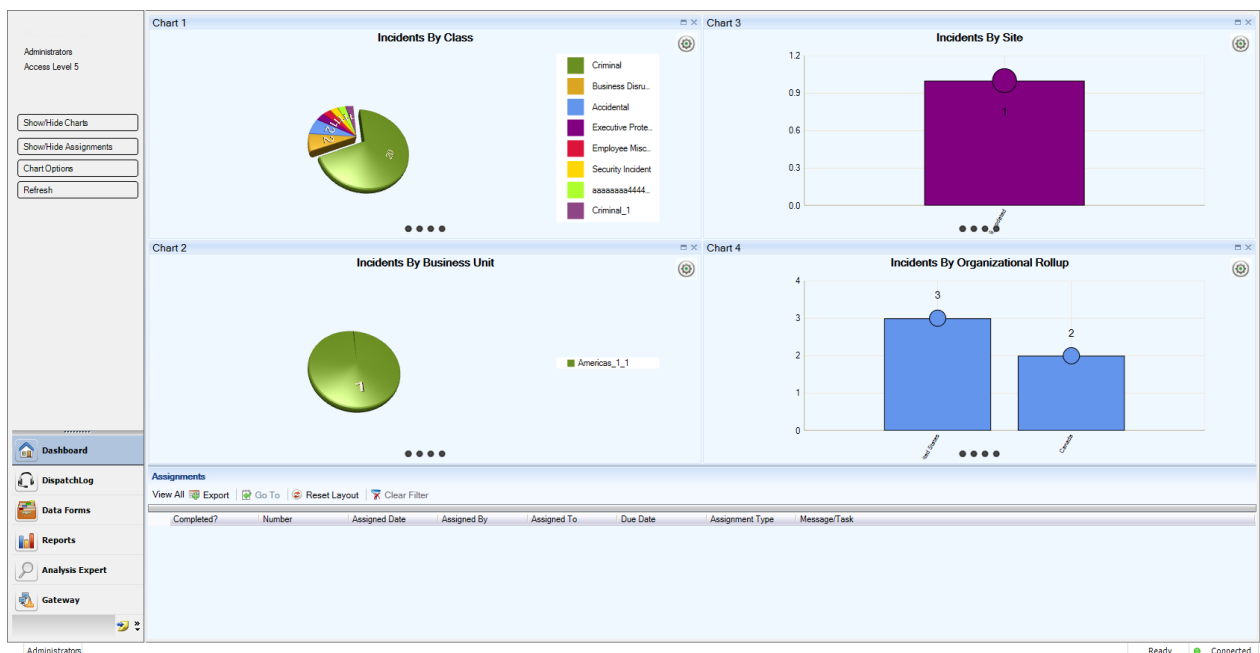 Administrators
Access Level 5
Show/Hide Charts
Show/Hide Assignments
Chart Options
Refresh
Dashboard
DispatchLog
Data Forms
Reports
Analysis Expert
Gateway
Chart 1
Incidents By Class
Criminal
Business Disru..
Accidental
Executive Prote..
Employee Misc..
Security Incident
aaaaaaaa4444..
Criminal_1
Chart 3
Incidents By Site
1.2
0.9
0.6
0.3
0.0
1
Chart 2
Incidents By Business Unit
Americas_1_1
Chart 4
Incidents By Organizational Rollup
4
3
2
1
0
3
2
Canada
Assignments
View All Export Go To Reset Layout Clear Filter
Completed? Number Assigned Date Assigned By Assigned To Due Date Assignment Type Message/Task
Administrators Ready Connected